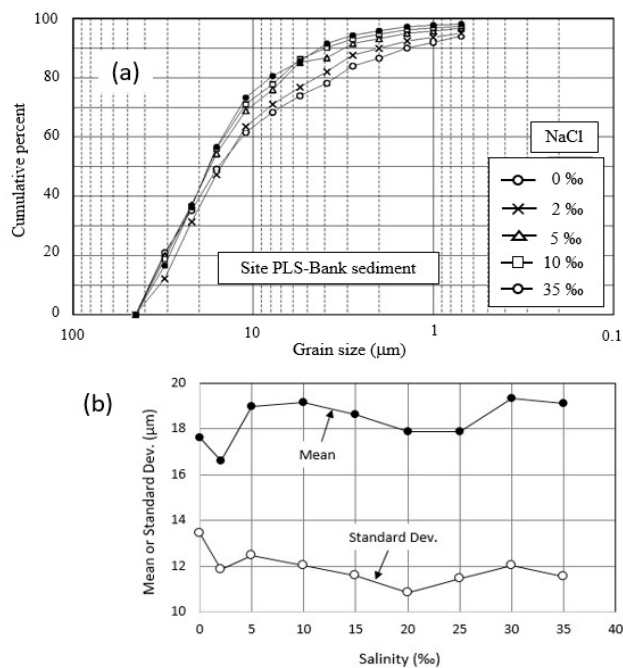 100
80
60
40
20
0
Cumulative percent
(a)
NaCl
0 ‰
2 ‰
5 ‰
10 ‰
35 ‰
Site PLS-Bank sediment
100 10 1 0.1
Grain size (µm)
(b)
20
18
16
14
12
10
Mean or Standard Dev. (µm)
Mean
Standard Dev.
0 5 10 15 20 25 30 35 40
Salinity (‰)